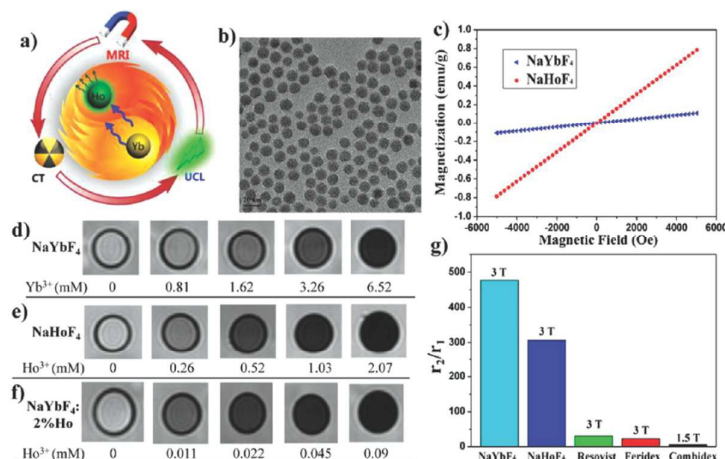 a)
MRI
Ho
Yb
CT
UCL
b)
c)
NaYbF₄
NaHoF₄
Magnetization (emu/g)
1.0
0.8
0.6
0.4
0.2
0.0
-0.2
-0.4
-0.6
-0.8
-1.0
-6000 -4000 -2000 0 2000 4000 6000
Magnetic Field (Oe)
d)
NaYbF₄
Yb³⁺ (mM) 0 0.81 1.62 3.26 6.52
e)
NaHoF₄
Ho³⁺ (mM) 0 0.26 0.52 1.03 2.07
f)
NaYbF₄:
2%Ho
Ho³⁺ (mM) 0 0.011 0.022 0.045 0.09
g)
r₂/r₁
500
400
300
200
100
0
3 T
3 T
3 T
3 T
1.5 T
NaYbF₄ NaHoF₄ Resovist Feridex Combidex